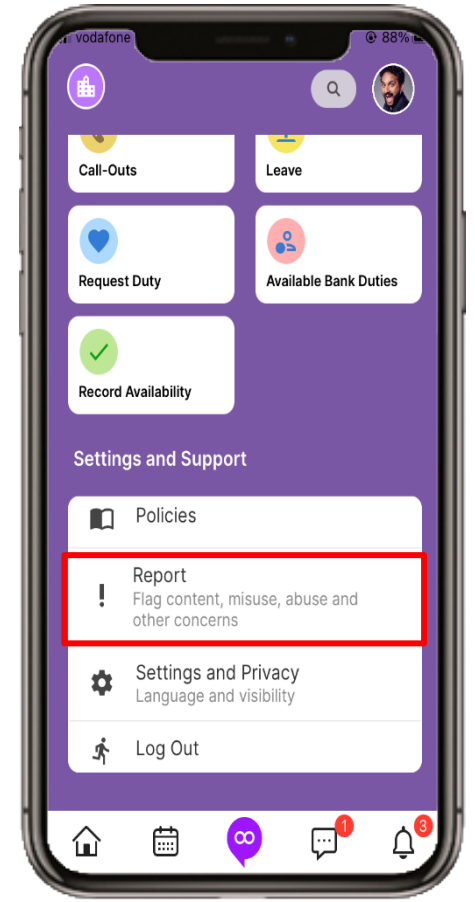 vodafone
88%
Call-Outs
Leave
Request Duty
Available Bank Duties
Record Availability
Settings and Support
Policies
Report
Flag content, misuse, abuse and
other concerns
Settings and Privacy
Language and visibility
Log Out
1
3